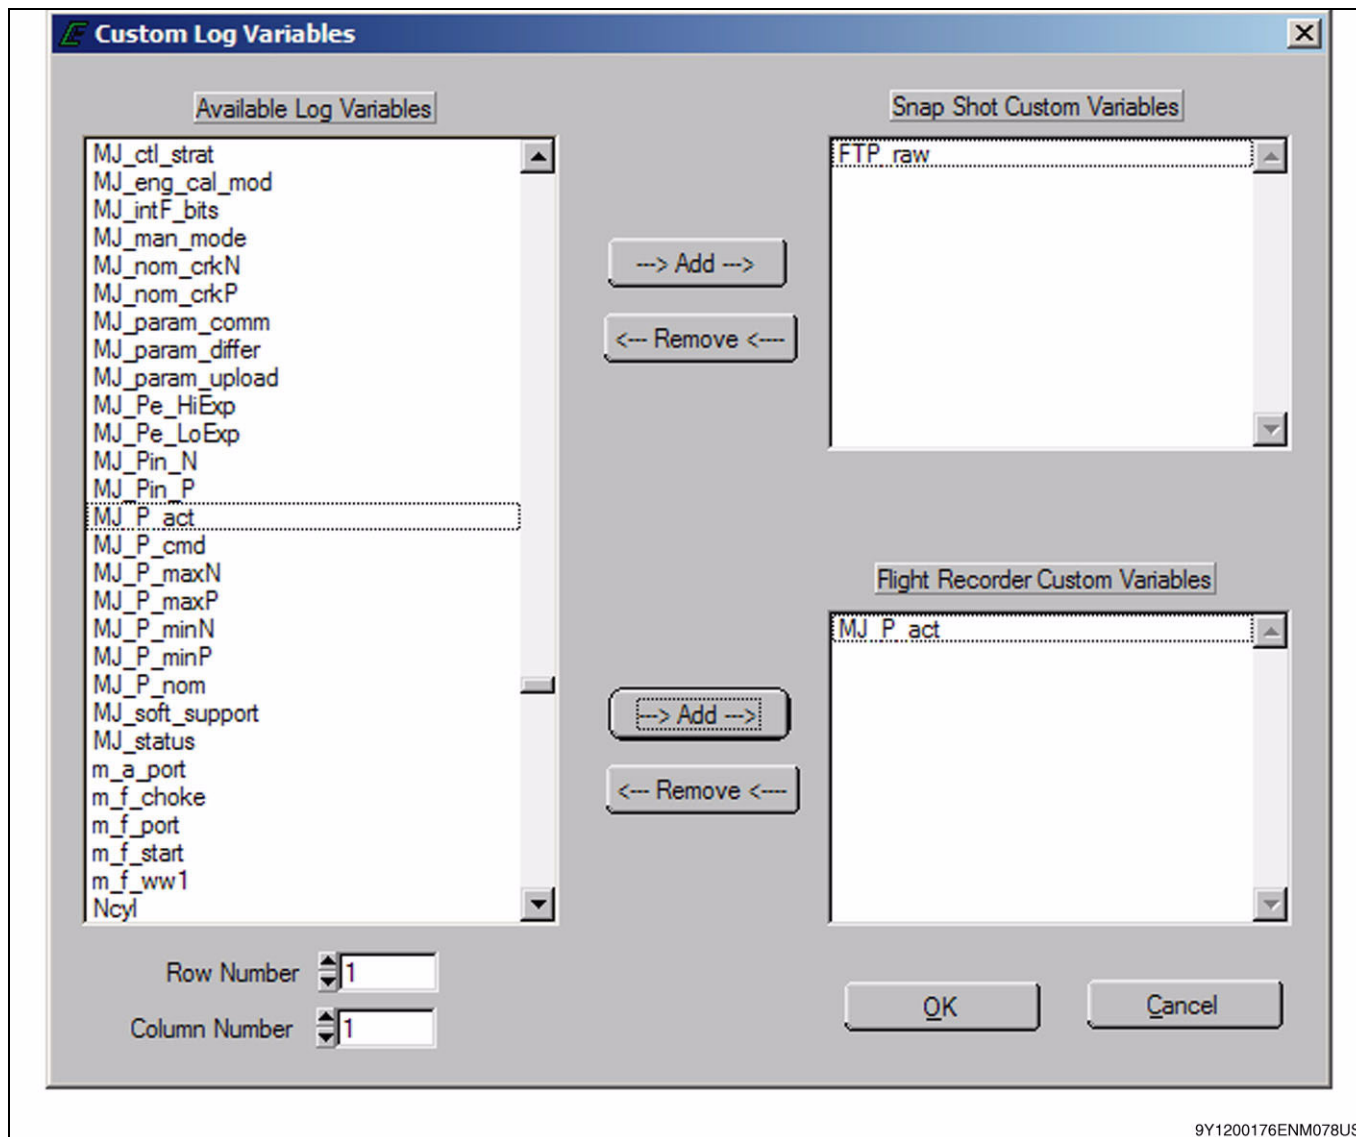 Custom Log Variables
Available Log Variables
MJ_ctl_strat
MJ_eng_cal_mod
MJ_intF_bits
MJ_man_mode
MJ_nom_crkN
MJ_nom_crkP
MJ_param_comm
MJ_param_differ
MJ_param_upload
MJ_Pe_HiExp
MJ_Pe_LoExp
MJ_Pin_N
MJ_Pin_P
MJ_P_act
MJ_P_cmd
MJ_P_maxN
MJ_P_maxP
MJ_P_minN
MJ_P_minP
MJ_P_nom
MJ_soft_support
MJ_status
m_a_port
m_f_choke
m_f_port
m_f_start
m_f_ww1
Ncyl
Row Number 1
Column Number 1
---> Add --->
<--- Remove <----
---> Add --->
<--- Remove <----
Snap Shot Custom Variables
FTP_raw
Flight Recorder Custom Variables
MJ_P_act
OK
Cancel
9Y1200176ENM078US